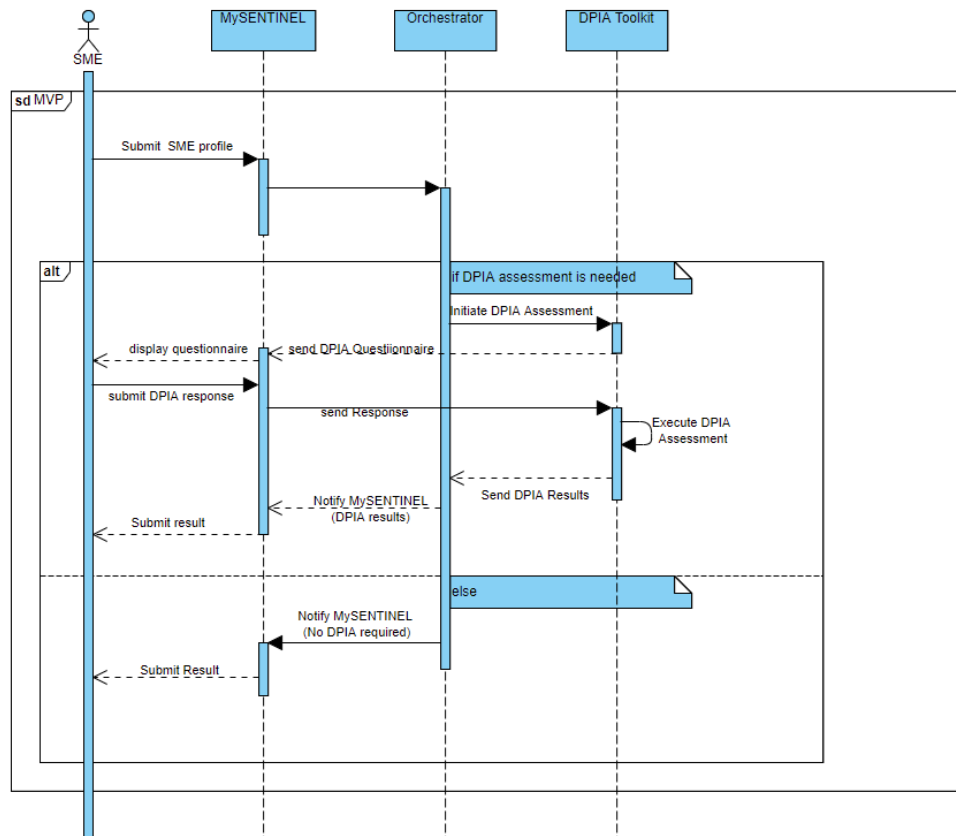 MySENTINEL
Orchestrator
DPIA Toolkit
SME
sd MVP
Submit SME profile
alt
if DPIA assessment is needed
Initiate DPIA Assessment
display questionnaire
send DPIA Questiionnaire
submit DPIA response
send Response
Execute DPIA
Assessment
Send DPIA Results
Notify MySENTINEL
(DPIA results)
Submit result
else
Notify MySENTINEL
(No DPIA required)
Submit Result